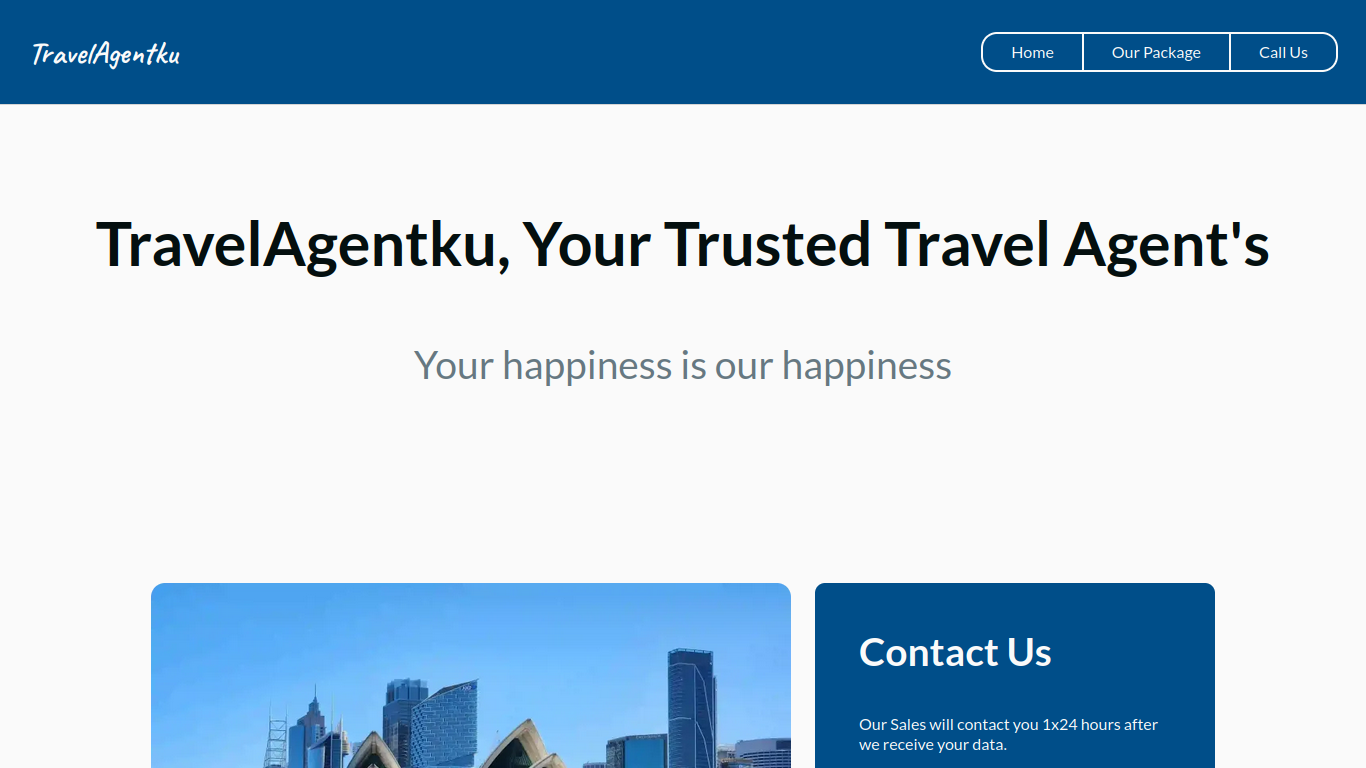 TravelAgentku
Home
Our Package
Call Us
TravelAgentku, Your Trusted Travel Agent's
Your happiness is our happiness
Contact Us
Our Sales will contact you 1x24 hours after
we receive your data.